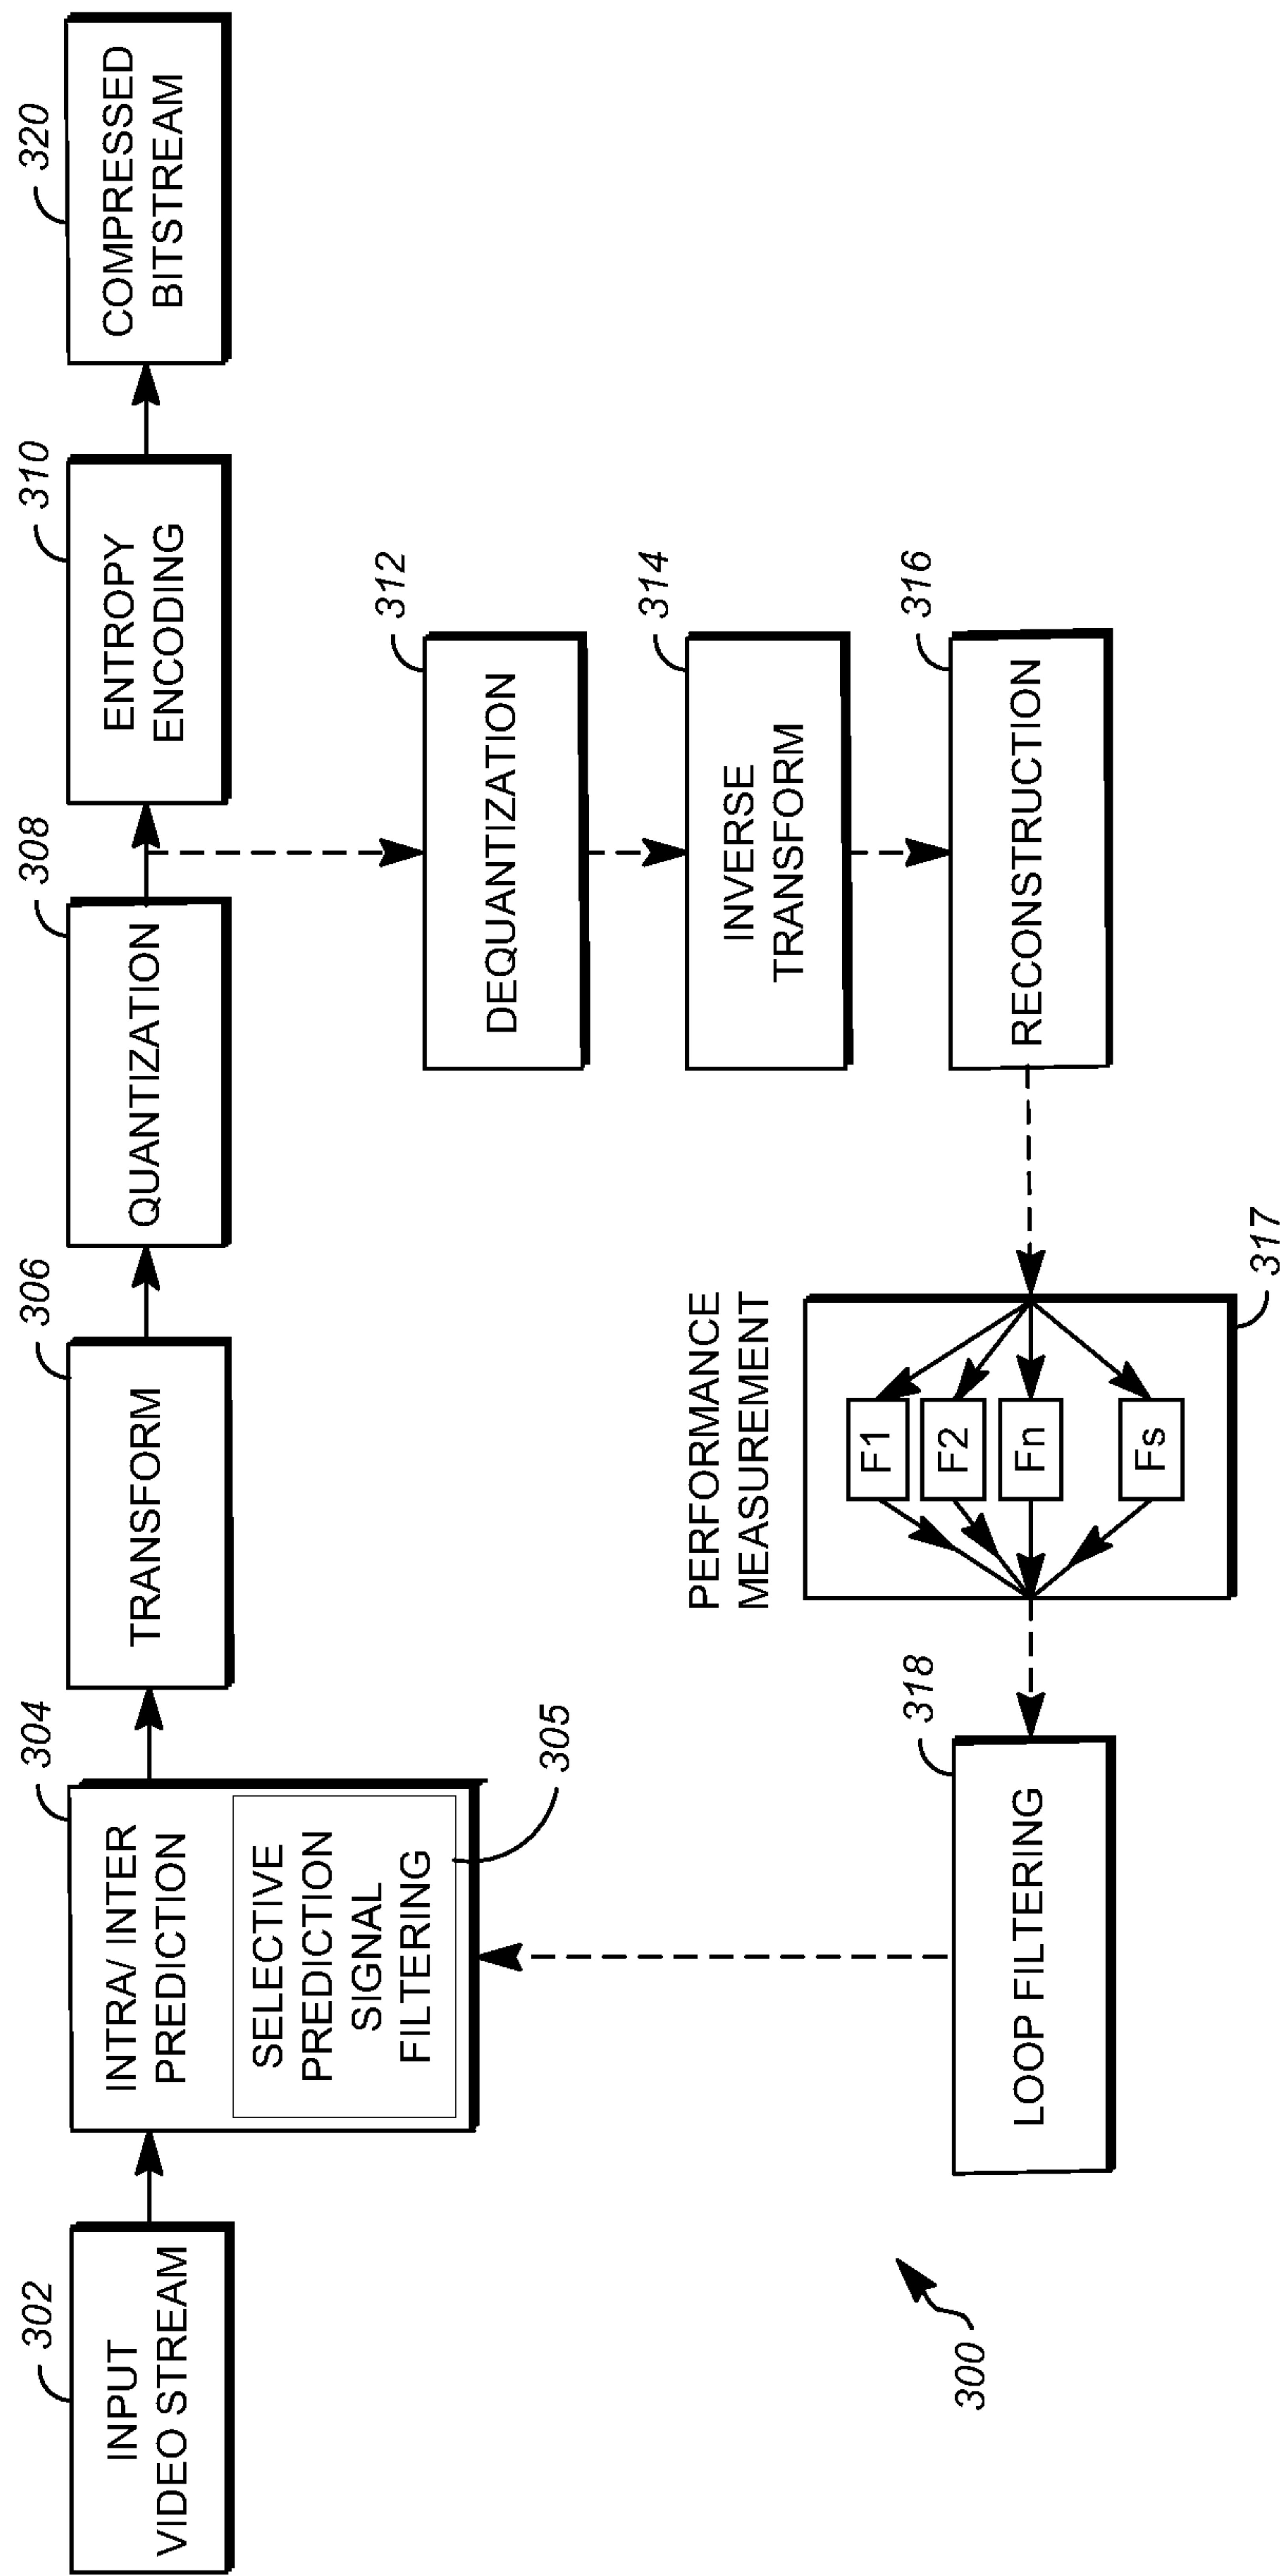 302
INPUT
VIDEO STREAM
304
INTRA/ INTER
PREDICTION
SELECTIVE
PREDICTION
SIGNAL
FILTERING
305
306
TRANSFORM
308
QUANTIZATION
310
ENTROPY
ENCODING
320
COMPRESSED
BITSTREAM
312
DEQUANTIZATION
314
INVERSE
TRANSFORM
316
RECONSTRUCTION
PERFORMANCE
MEASUREMENT
F1
F2
Fn
Fs
317
318
LOOP FILTERING
300